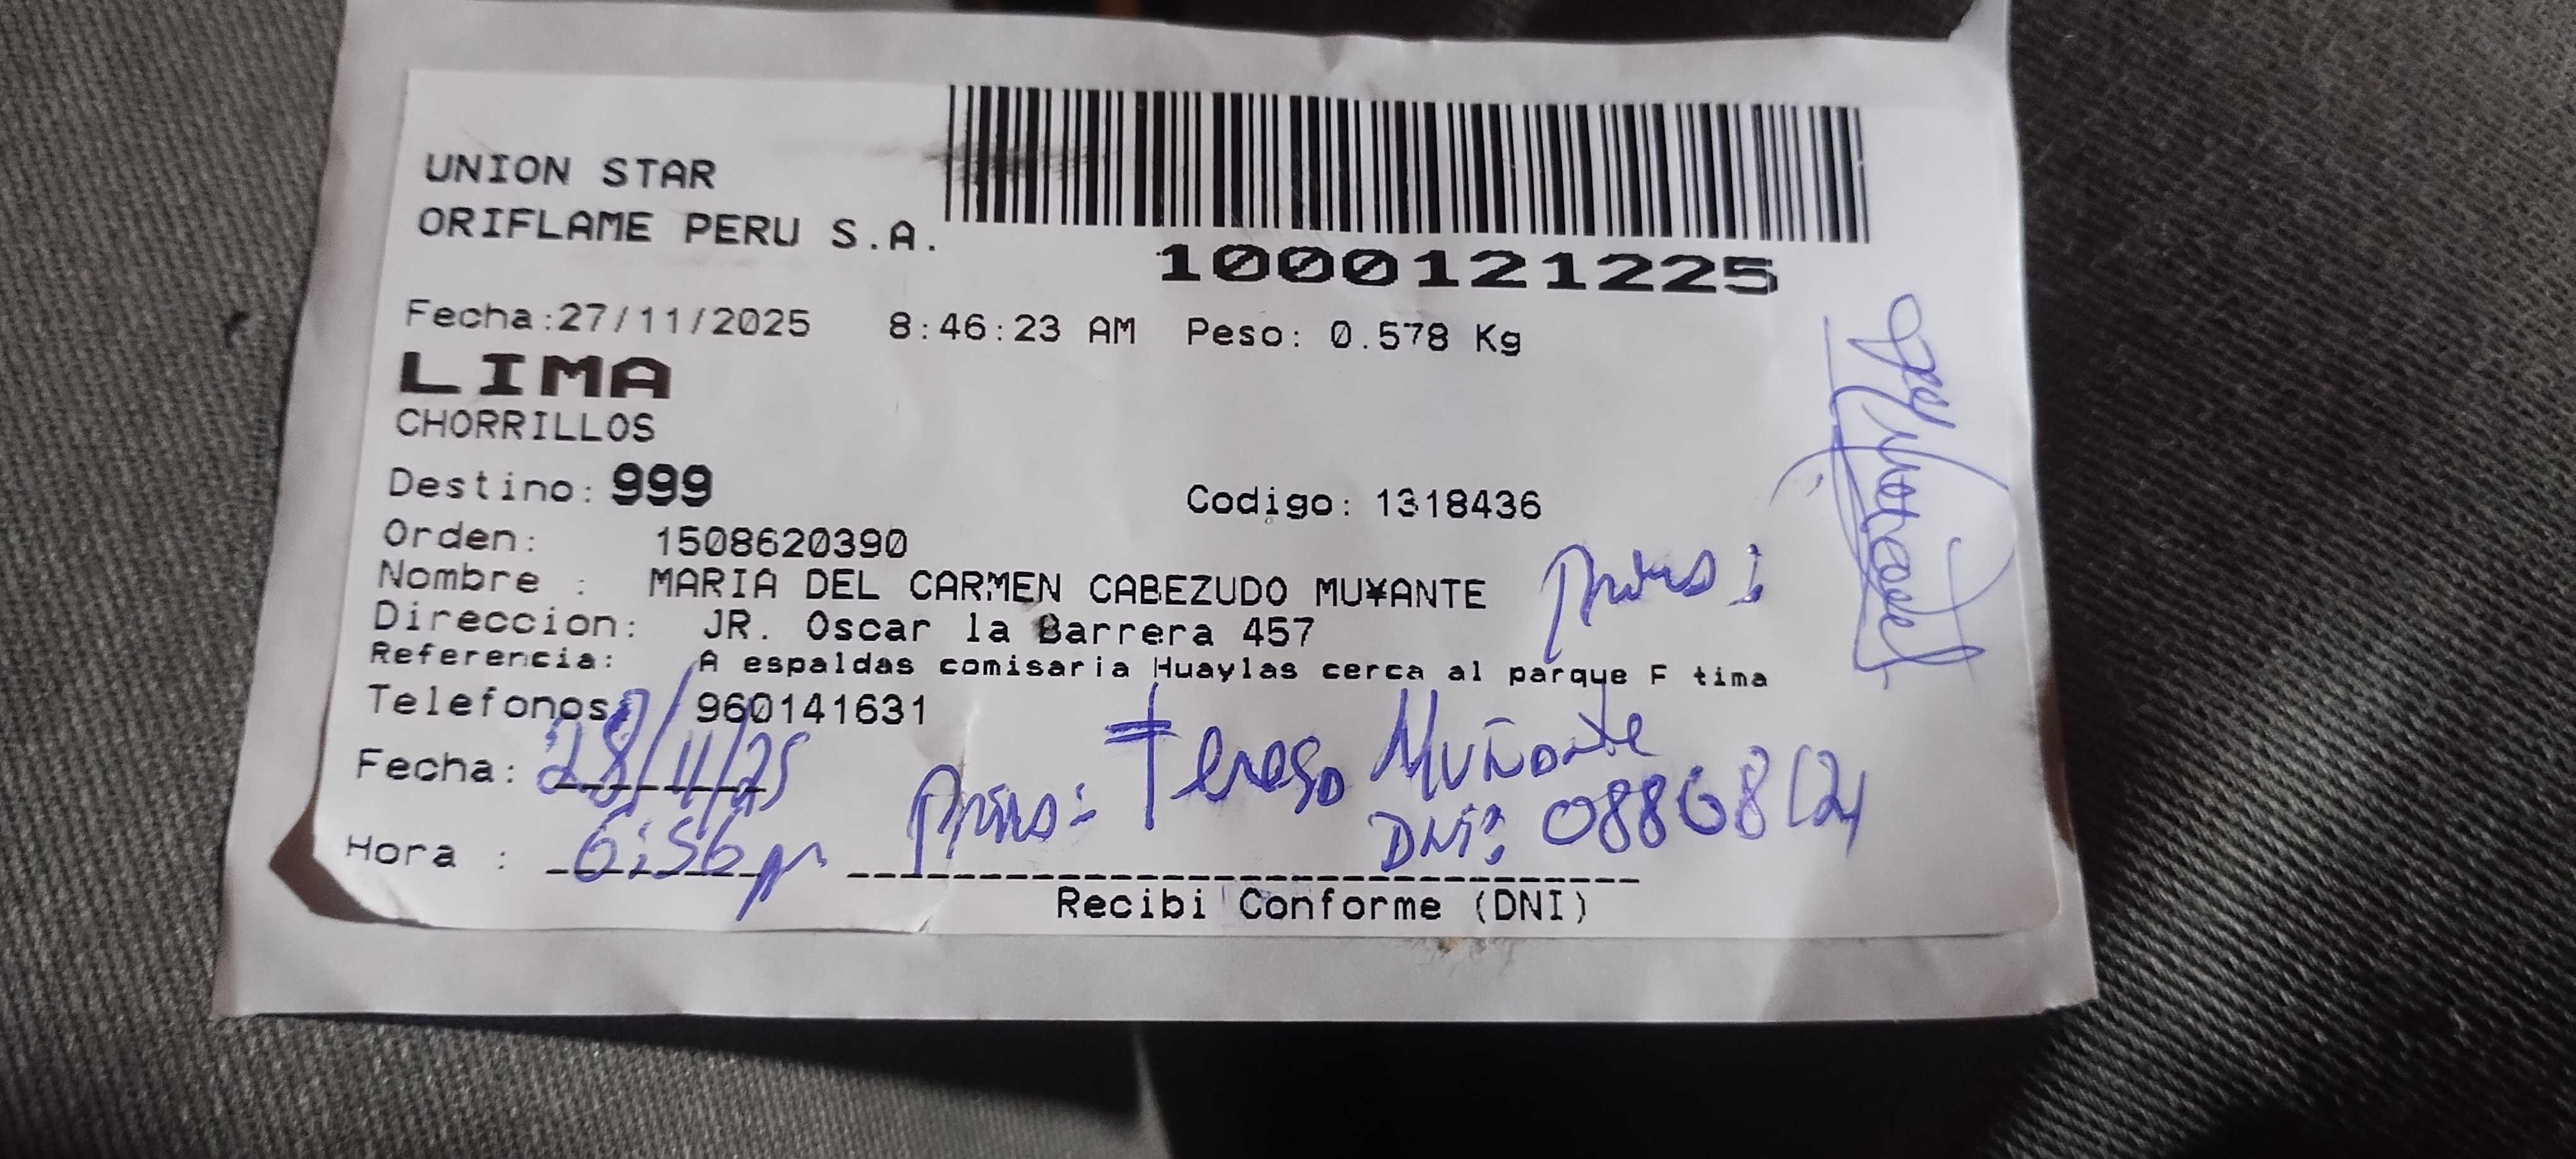 UNION STAR
ORIFLAME PERU S.A.
1000121225
Fecha:27/11/2025 8:46:23 AM Peso: 0.578 Kg
LIMA
CHORRILLOS
Destino: 999 Codigo: 1318436
Orden: 1508620390
Nombre : MARIA DEL CARMEN CABEZUDO MU¥ANTE
Direccion: JR. Oscar la Barrera 457
Referencia: A espaldas comisaria Huaylas cerca al parque F tima
Telefonos: 960141631
Teresa Muñante
Fecha: 28/11/25
DNI:
Hora : 6:56 pm
Recibi Conforme (DNI)